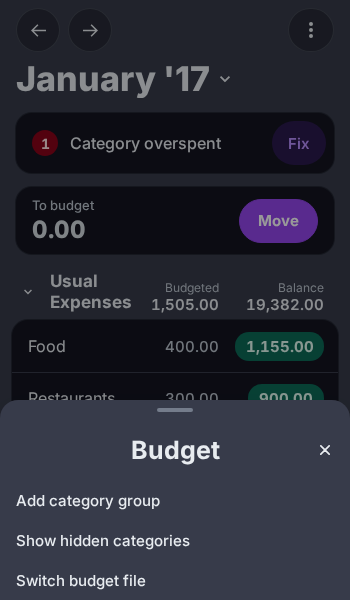 January '17
1 Category overspent Fix
To budget
0.00 Move
Usual Expenses Budgeted 1,505.00 Balance 19,382.00
Food 400.00 1,155.00
Restaurants 300.00 900.00
Budget
Add category group
Show hidden categories
Switch budget file